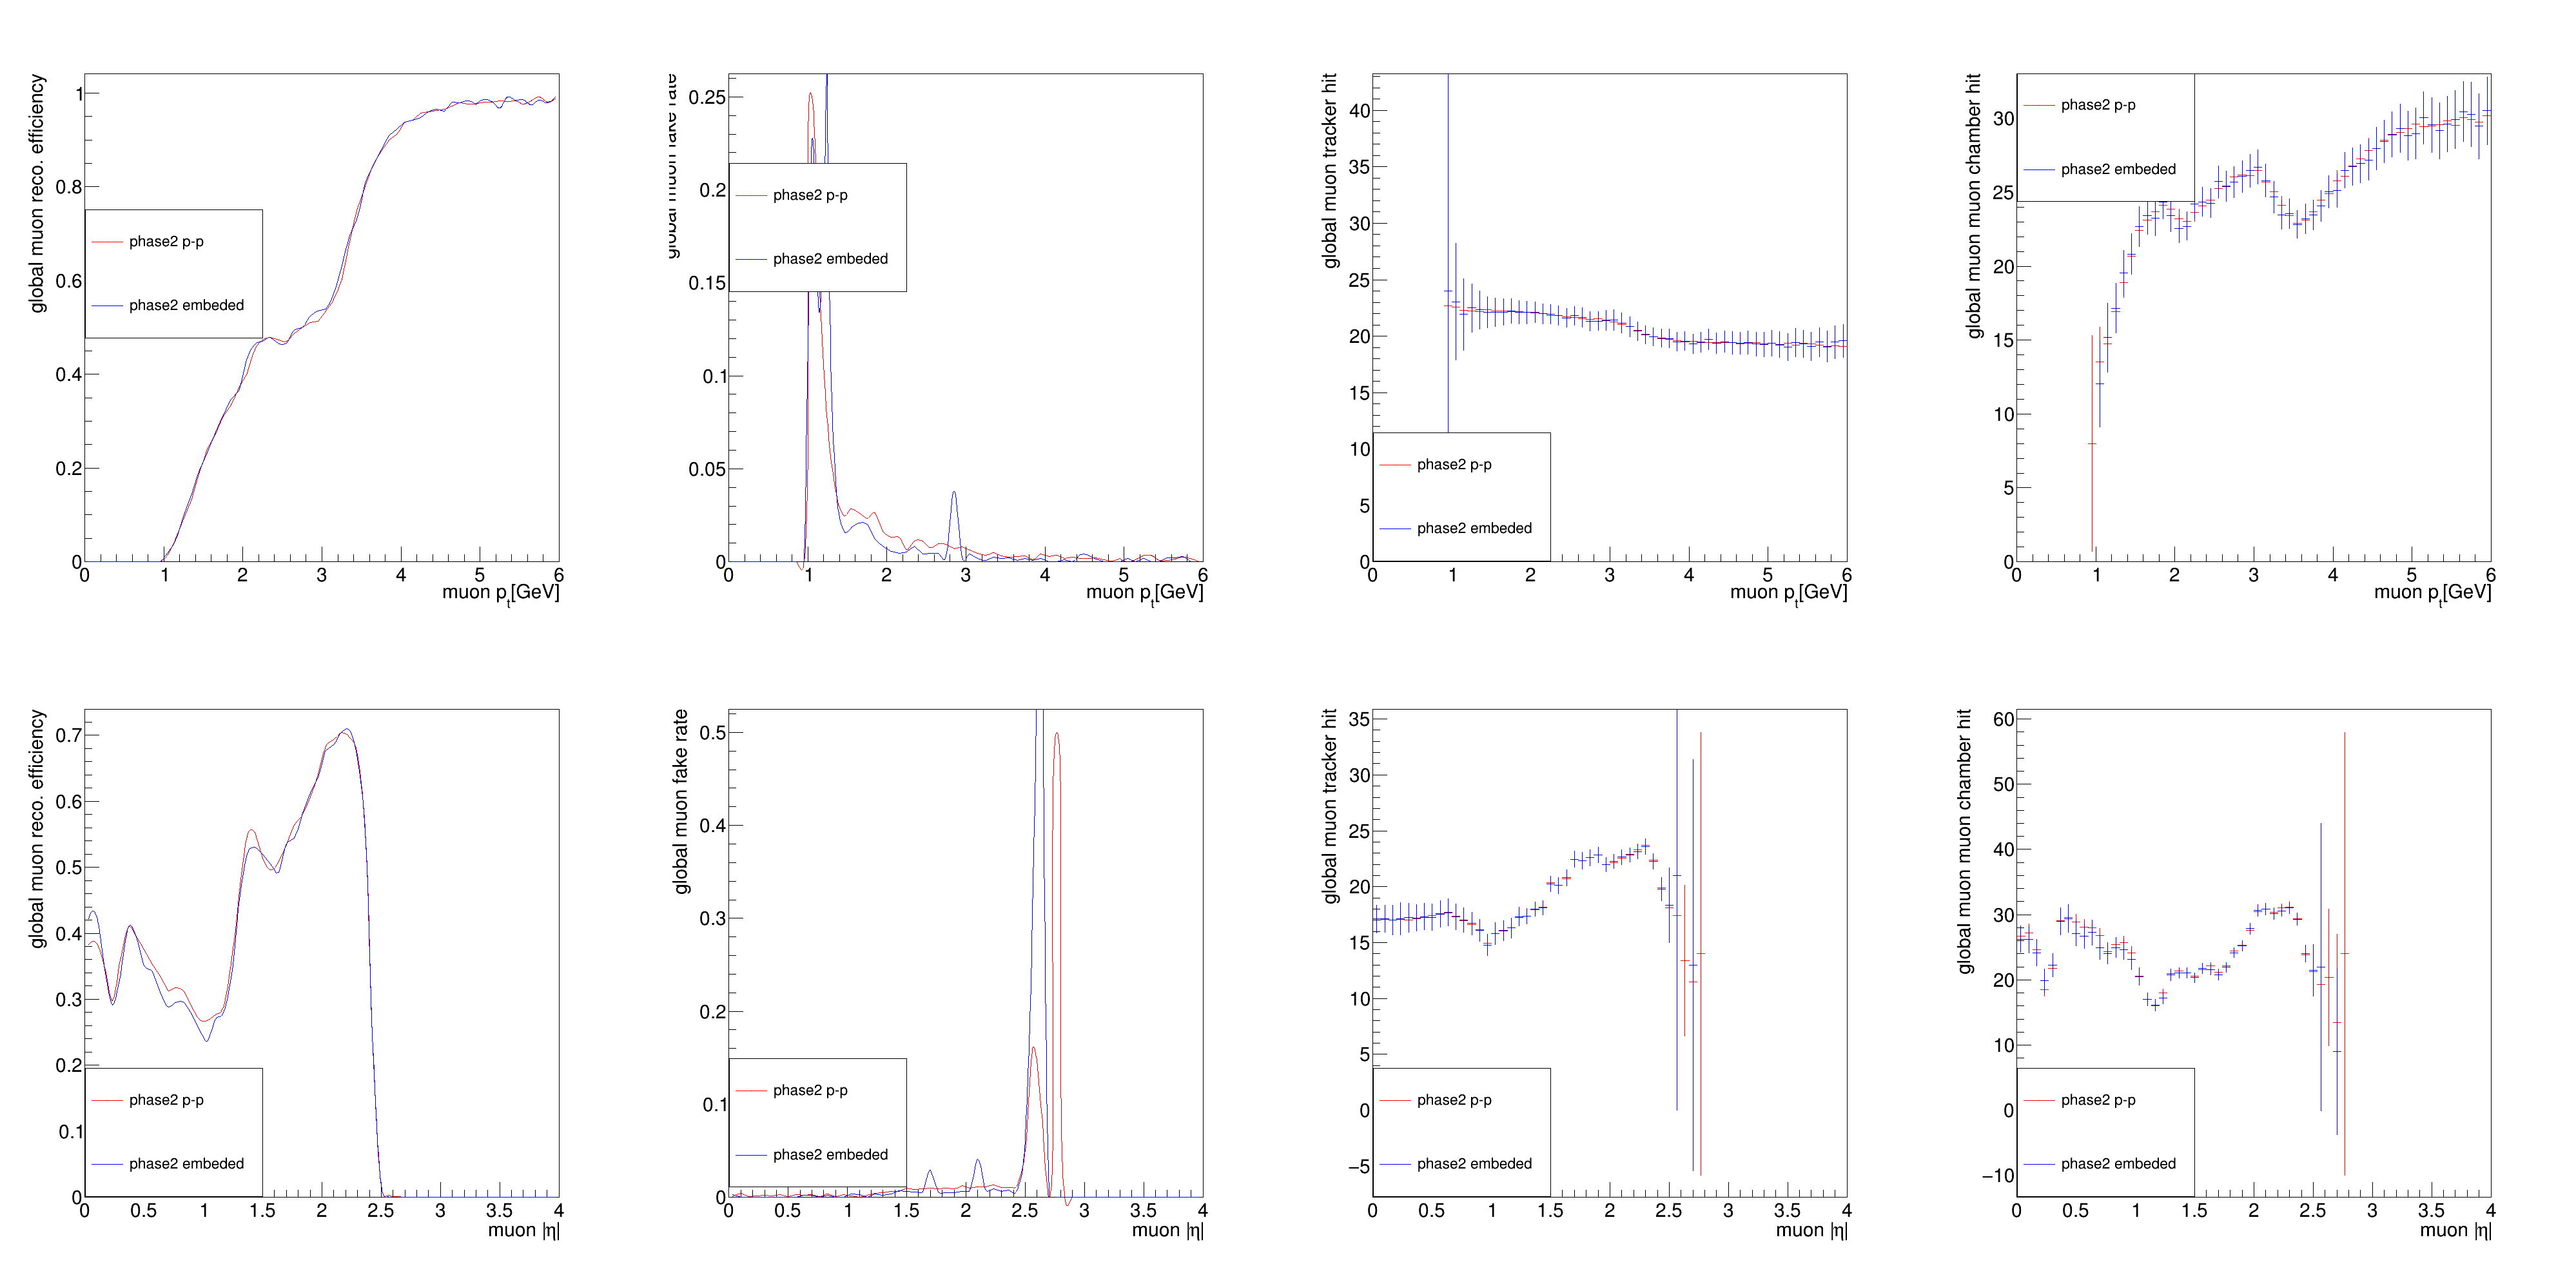 global muon reco. efficiency
1
0.8
0.6
0.4
0.2
0
phase2 p-p
phase2 embeded
0 1 2 3 4 5 6
muon pt[GeV]
global muon fake rate
0.25
0.2
0.15
0.1
0.05
0
phase2 p-p
phase2 embeded
0 1 2 3 4 5 6
muon pt[GeV]
global muon tracker hit
40
35
30
25
20
15
10
5
0
phase2 p-p
phase2 embeded
0 1 2 3 4 5 6
muon pt[GeV]
global muon muon chamber hit
30
25
20
15
10
5
0
phase2 p-p
phase2 embeded
0 1 2 3 4 5 6
muon pt[GeV]
global muon reco. efficiency
0.7
0.6
0.5
0.4
0.3
0.2
0.1
0
phase2 p-p
phase2 embeded
0 0.5 1 1.5 2 2.5 3 3.5 4
muon |η|
global muon fake rate
0.5
0.4
0.3
0.2
0.1
0
phase2 p-p
phase2 embeded
0 0.5 1 1.5 2 2.5 3 3.5 4
muon |η|
global muon tracker hit
35
30
25
20
15
10
5
0
−5
phase2 p-p
phase2 embeded
0 0.5 1 1.5 2 2.5 3 3.5 4
muon |η|
global muon muon chamber hit
60
50
40
30
20
10
0
−10
phase2 p-p
phase2 embeded
0 0.5 1 1.5 2 2.5 3 3.5 4
muon |η|